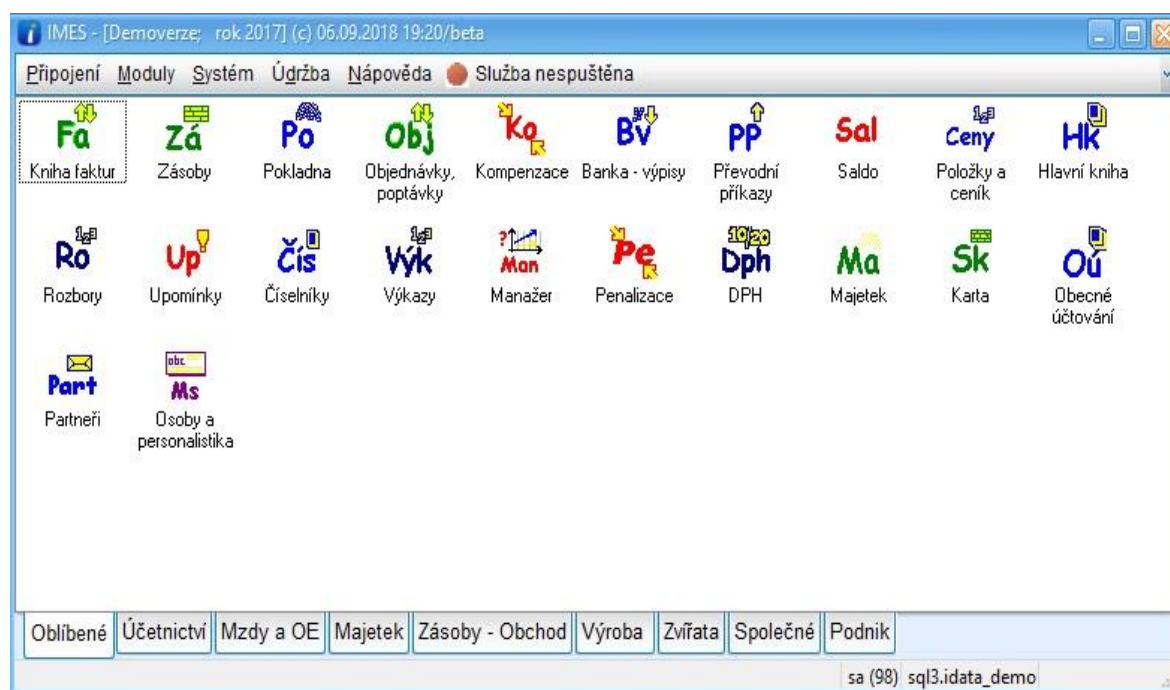 IMES - [Demoverze; rok 2017] (c) 06.09.2018 19:20/beta
Připojení Moduly Systém Údržba Nápověda Služba nespuštěna
Fa Zá Po Obj Ko Bv PP Sal Ceny Hk
Kniha faktur Zásoby Pokladna Objednávky, Kompenzace Banka - výpisy Převodní Saldo Položky a Hlavní kniha
poptávky příkazy ceník
Ro Up Čís Výk Man Pe Dph Ma Sk Oú
Rozbory Upomínky Číselníky Výkazy Manažer Penalizace DPH Majetek Karta Obecné
účtování
Part Ms
Partneři Osoby a
personalistika
Oblíbené Účetnictví Mzdy a OE Majetek Zásoby - Obchod Výroba Zvířata Společné Podnik
sa (98) sql3.idata_demo